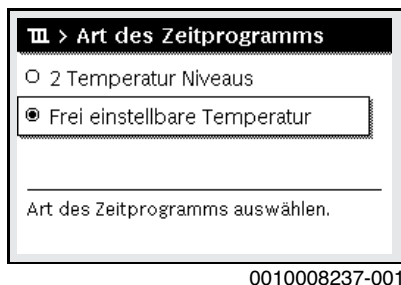 > Art des Zeitprogramms
2 Temperatur Niveaus
Frei einstellbare Temperatur
Art des Zeitprogramms auswählen.
0010008237-001